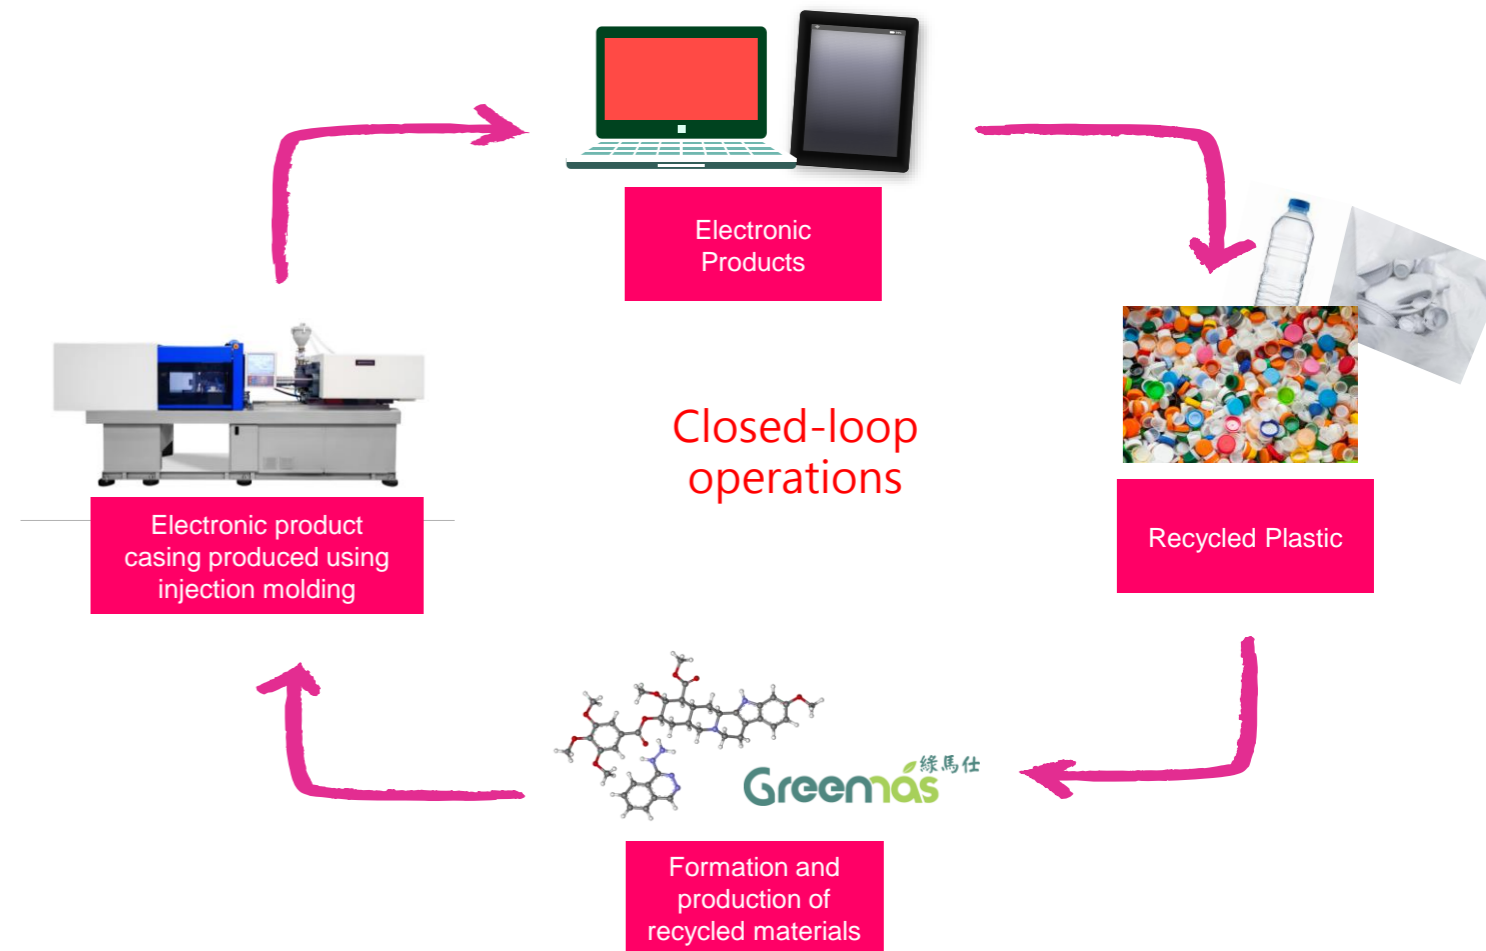 Electronic
Products
Closed-loop
operations
Electronic product
casing produced using
injection molding
Recycled Plastic
綠馬仕
Greenmas
Formation and
production of
recycled materials